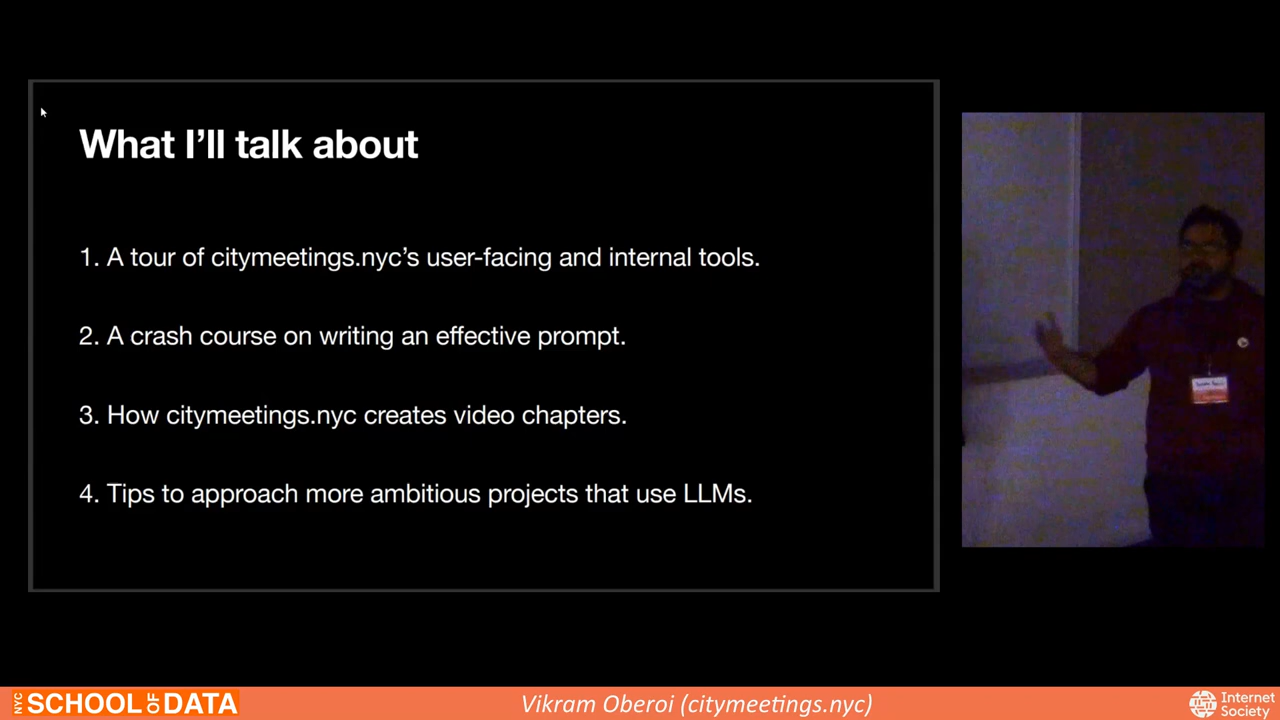 What I’ll talk about
1. A tour of citymeetings.nyc’s user-facing and internal tools.
2. A crash course on writing an effective prompt.
3. How citymeetings.nyc creates video chapters.
4. Tips to approach more ambitious projects that use LLMs.
NYC SCHOOL OF DATA
Vikram Oberoi (citymeetings.nyc)
Internet
Society